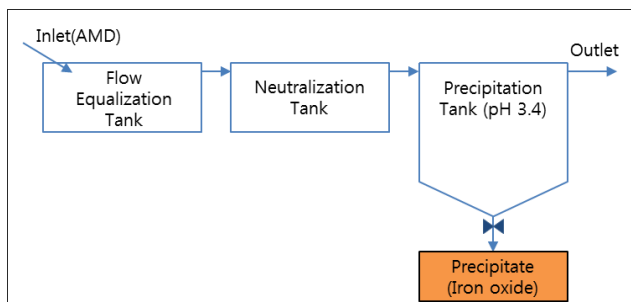 Inlet(AMD)
Flow
Equalization
Tank
Neutralization
Tank
Precipitation
Tank (pH 3.4)
Outlet
Precipitate
(Iron oxide)